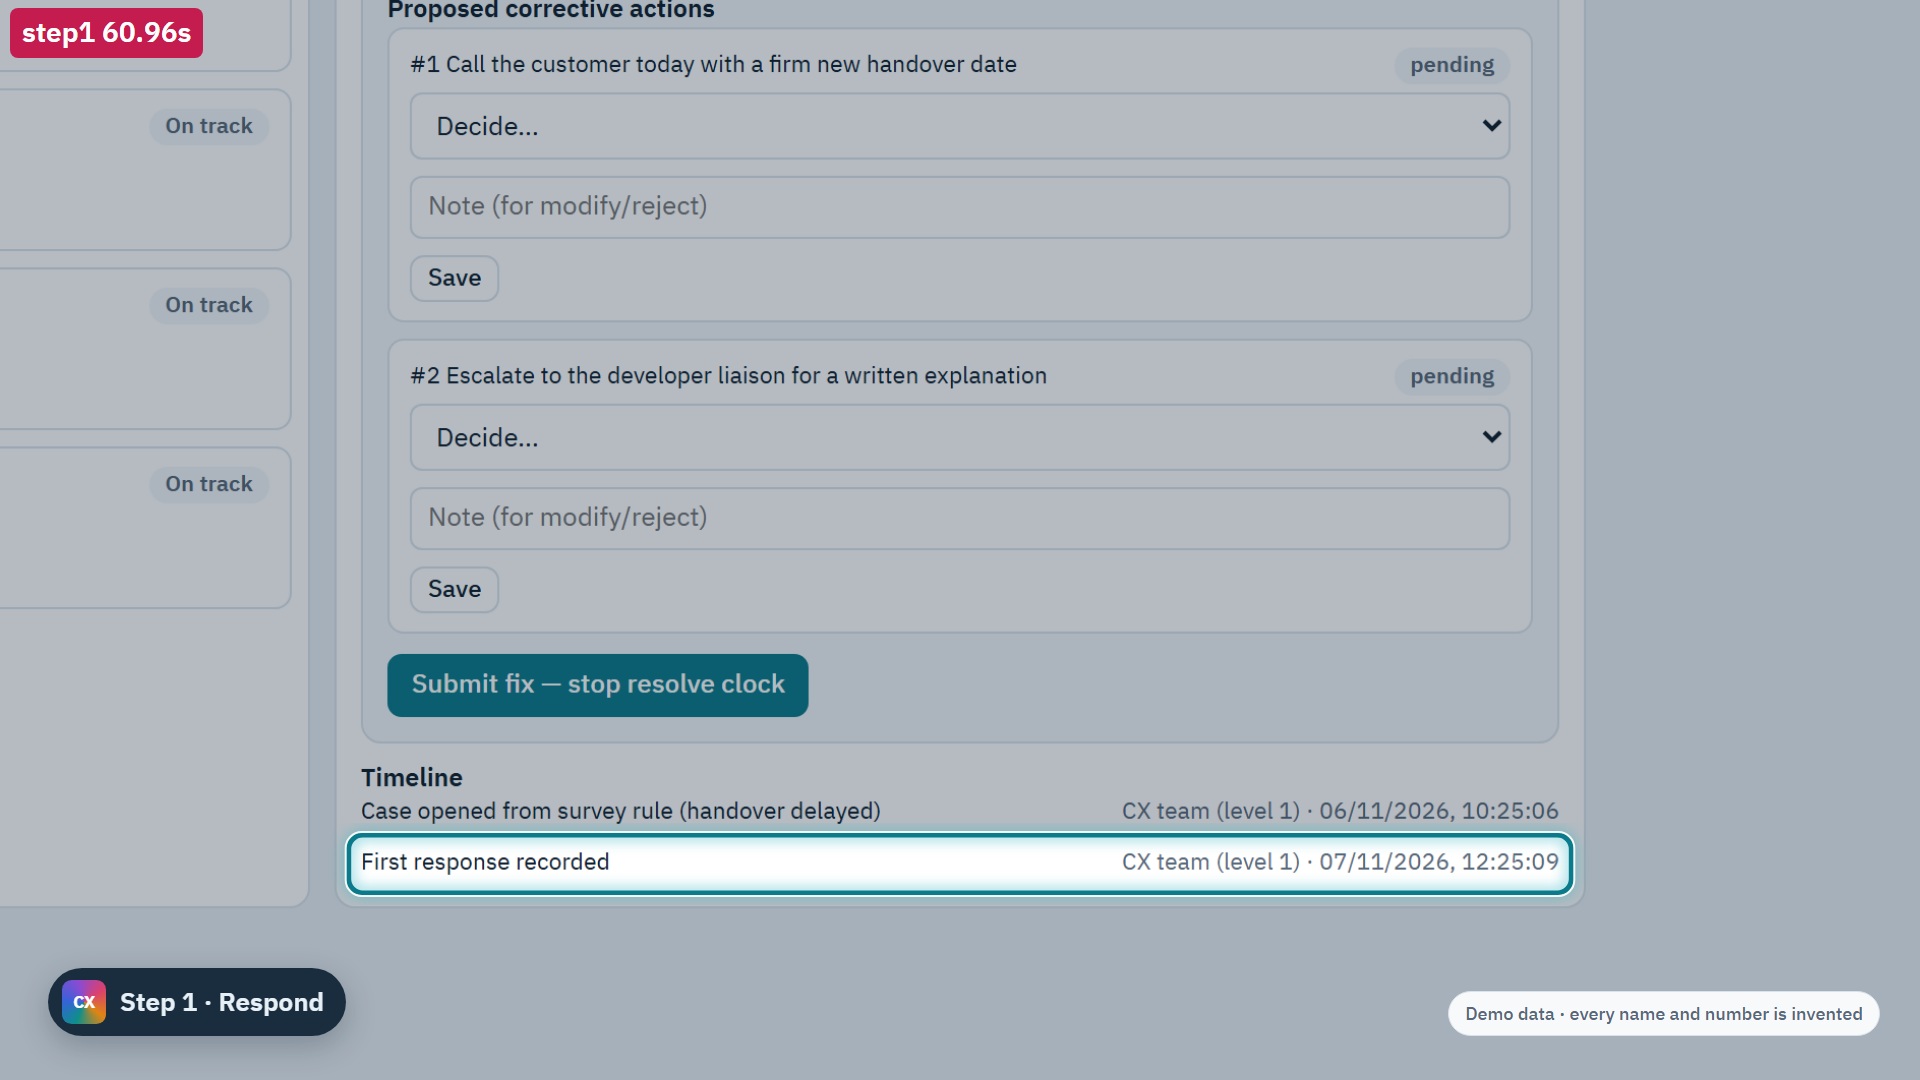 step1 60.96s
Proposed corrective actions
#1 Call the customer today with a firm new handover date
pending
On track
Decide...
Note (for modify/reject)
Save
On track
#2 Escalate to the developer liaison for a written explanation
pending
Decide...
On track
Note (for modify/reject)
Save
Submit fix — stop resolve clock
Timeline
Case opened from survey rule (handover delayed) CX team (level 1) · 06/11/2026, 10:25:06
First response recorded CX team (level 1) · 07/11/2026, 12:25:09
CX Step 1 · Respond
Demo data · every name and number is invented